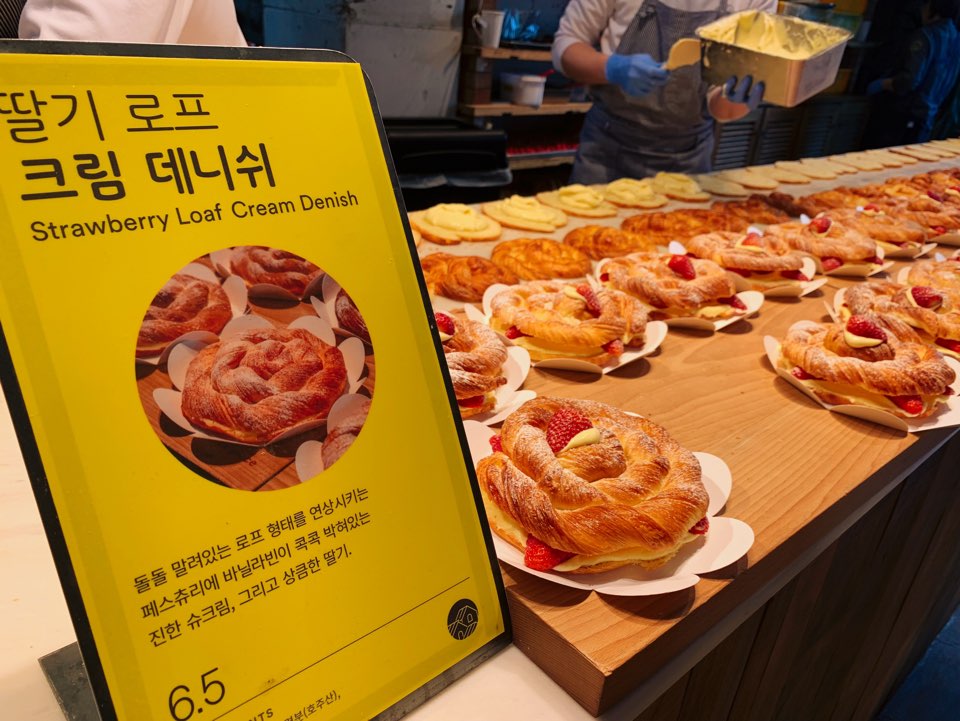 딸기 로프
크림 데니쉬
Strawberry Loaf Cream Denish
돌돌 말려있는 로프 형태를 연상시키는
페스츄리에 바닐라빈이 콕콕 박혀있는
진한 슈크림, 그리고 상큼한 딸기.
6.5